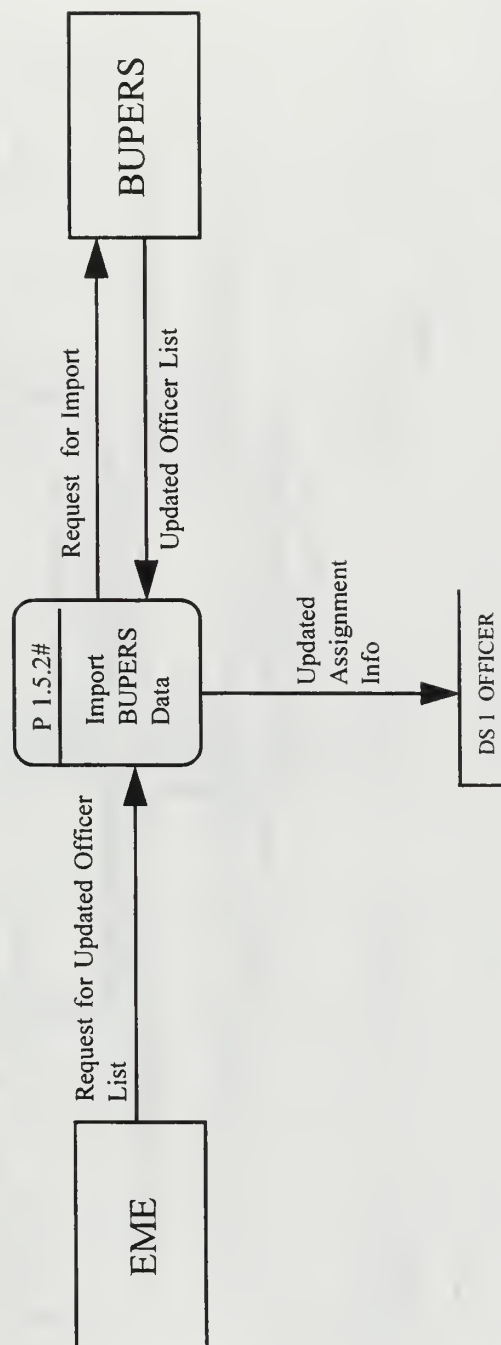 EME
Request for Updated Officer
List
P 1.5.2#
Import
BUPERS
Data
Request for Import
Updated Officer List
BUPERS
Updated
Assignment
Info
DS 1 OFFICER